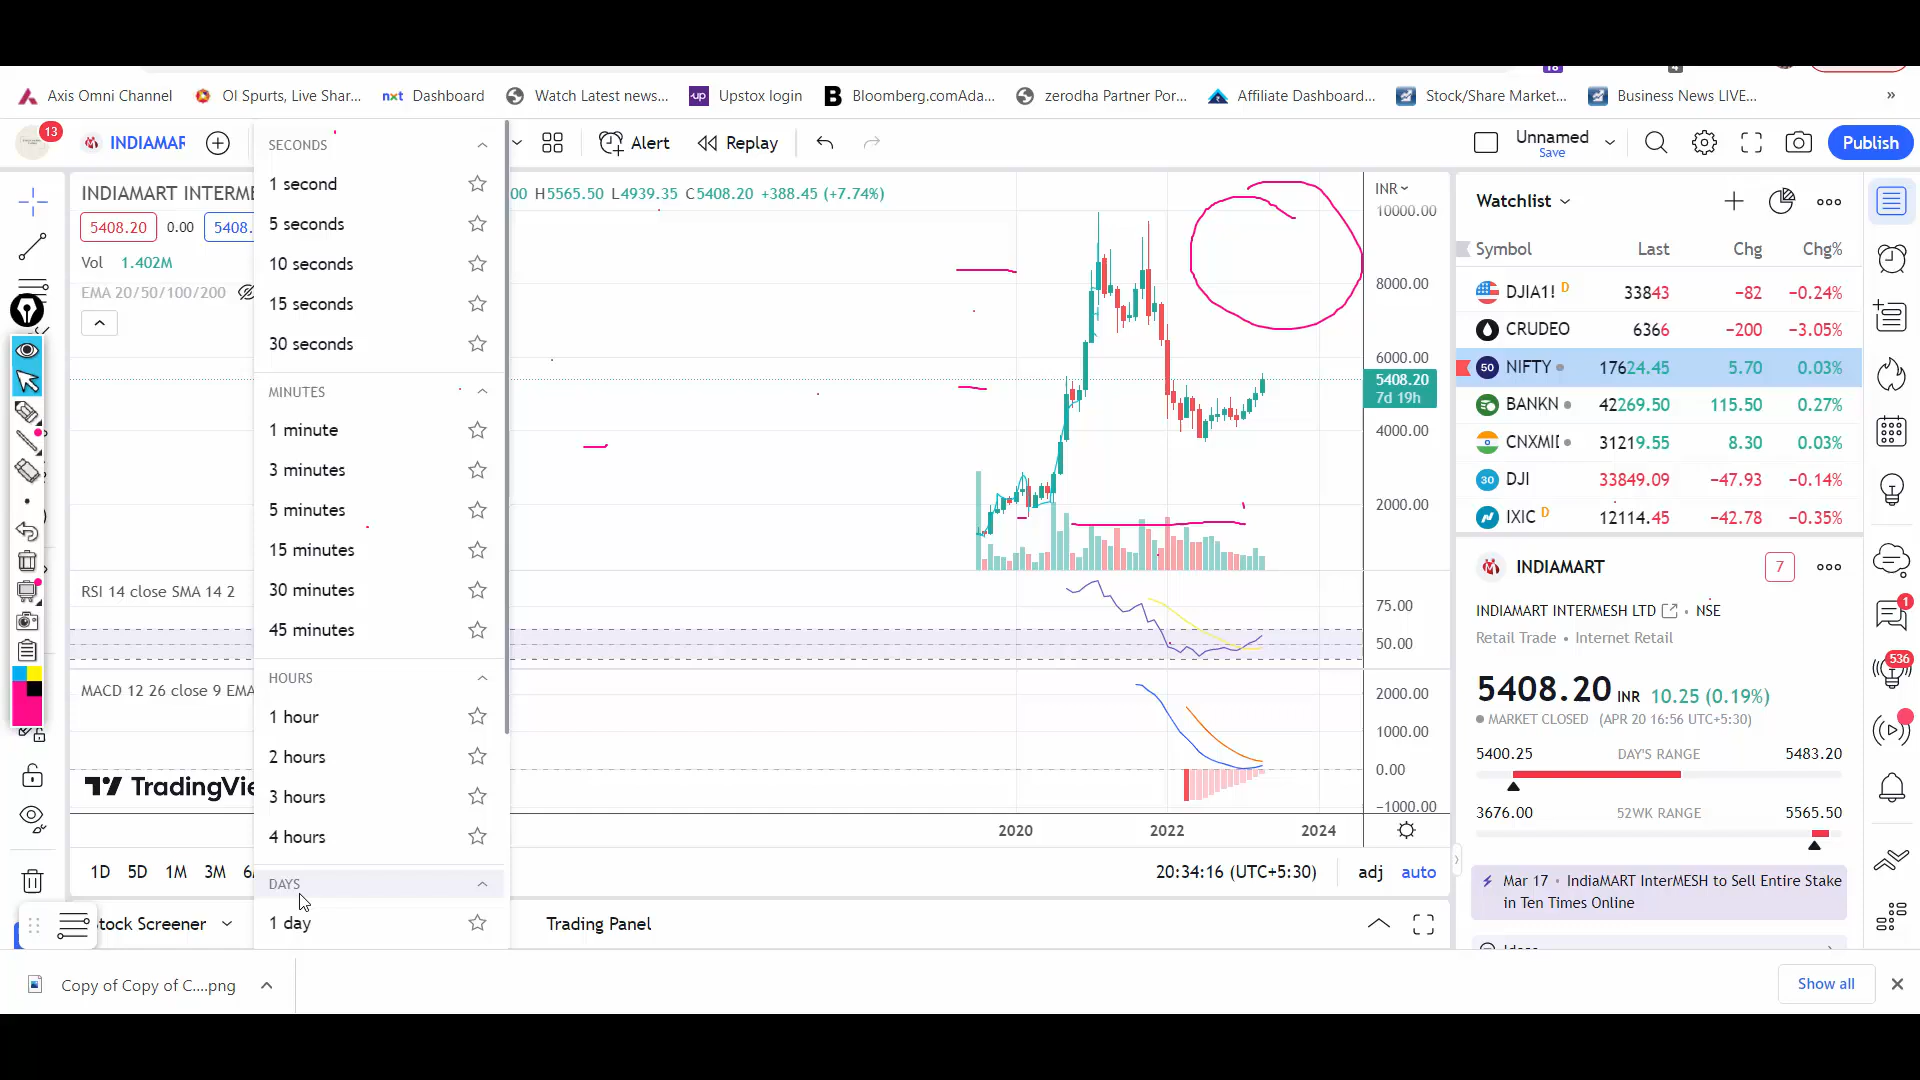 Axis Omni Channel
OI Spurts, Live Shar...
nxt Dashboard
Watch Latest news...
up Upstox login
B Bloomberg.comAda...
zerodha Partner Por...
Affiliate Dashboard...
Stock/Share Market...
Business News LIVE...
»
13
INDIAMAR
Alert
Replay
Unnamed
Save
Publish
INDIAMART INTERME
00 H5565.50 L4939.35 C5408.20 +388.45 (+7.74%)
5408.20 0.00 5408.
Vol 1.402M
EMA 20/50/100/200
SECONDS
1 second
5 seconds
10 seconds
15 seconds
30 seconds
MINUTES
1 minute
3 minutes
5 minutes
15 minutes
30 minutes
45 minutes
HOURS
1 hour
2 hours
3 hours
4 hours
DAYS
1 day
INR
10000.00
8000.00
6000.00
5408.20
7d 19h
4000.00
2000.00
RSI 14 close SMA 14 2
75.00
50.00
MACD 12 26 close 9 EMA
2000.00
1000.00
0.00
−1000.00
TradingVie
2020 2022 2024
1D 5D 1M 3M 6
20:34:16 (UTC+5:30) adj auto
tock Screener
Trading Panel
Watchlist
Symbol Last Chg Chg%
DJIA1! D 33843 −82 −0.24%
CRUDEO 6366 −200 −3.05%
50 NIFTY 17624.45 5.70 0.03%
BANKN 42269.50 115.50 0.27%
CNXMI 31219.55 8.30 0.03%
30 DJI 33849.09 −47.93 −0.14%
IXIC D 12114.45 −42.78 −0.35%
INDIAMART 7
INDIAMART INTERMESH LTD • NSE
Retail Trade • Internet Retail
5408.20 INR 10.25 (0.19%)
MARKET CLOSED (APR 20 16:56 UTC+5:30)
5400.25 DAY'S RANGE 5483.20
3676.00 52WK RANGE 5565.50
Mar 17 • IndiaMART InterMESH to Sell Entire Stake
in Ten Times Online
1
536
Copy of Copy of C....png
Show all